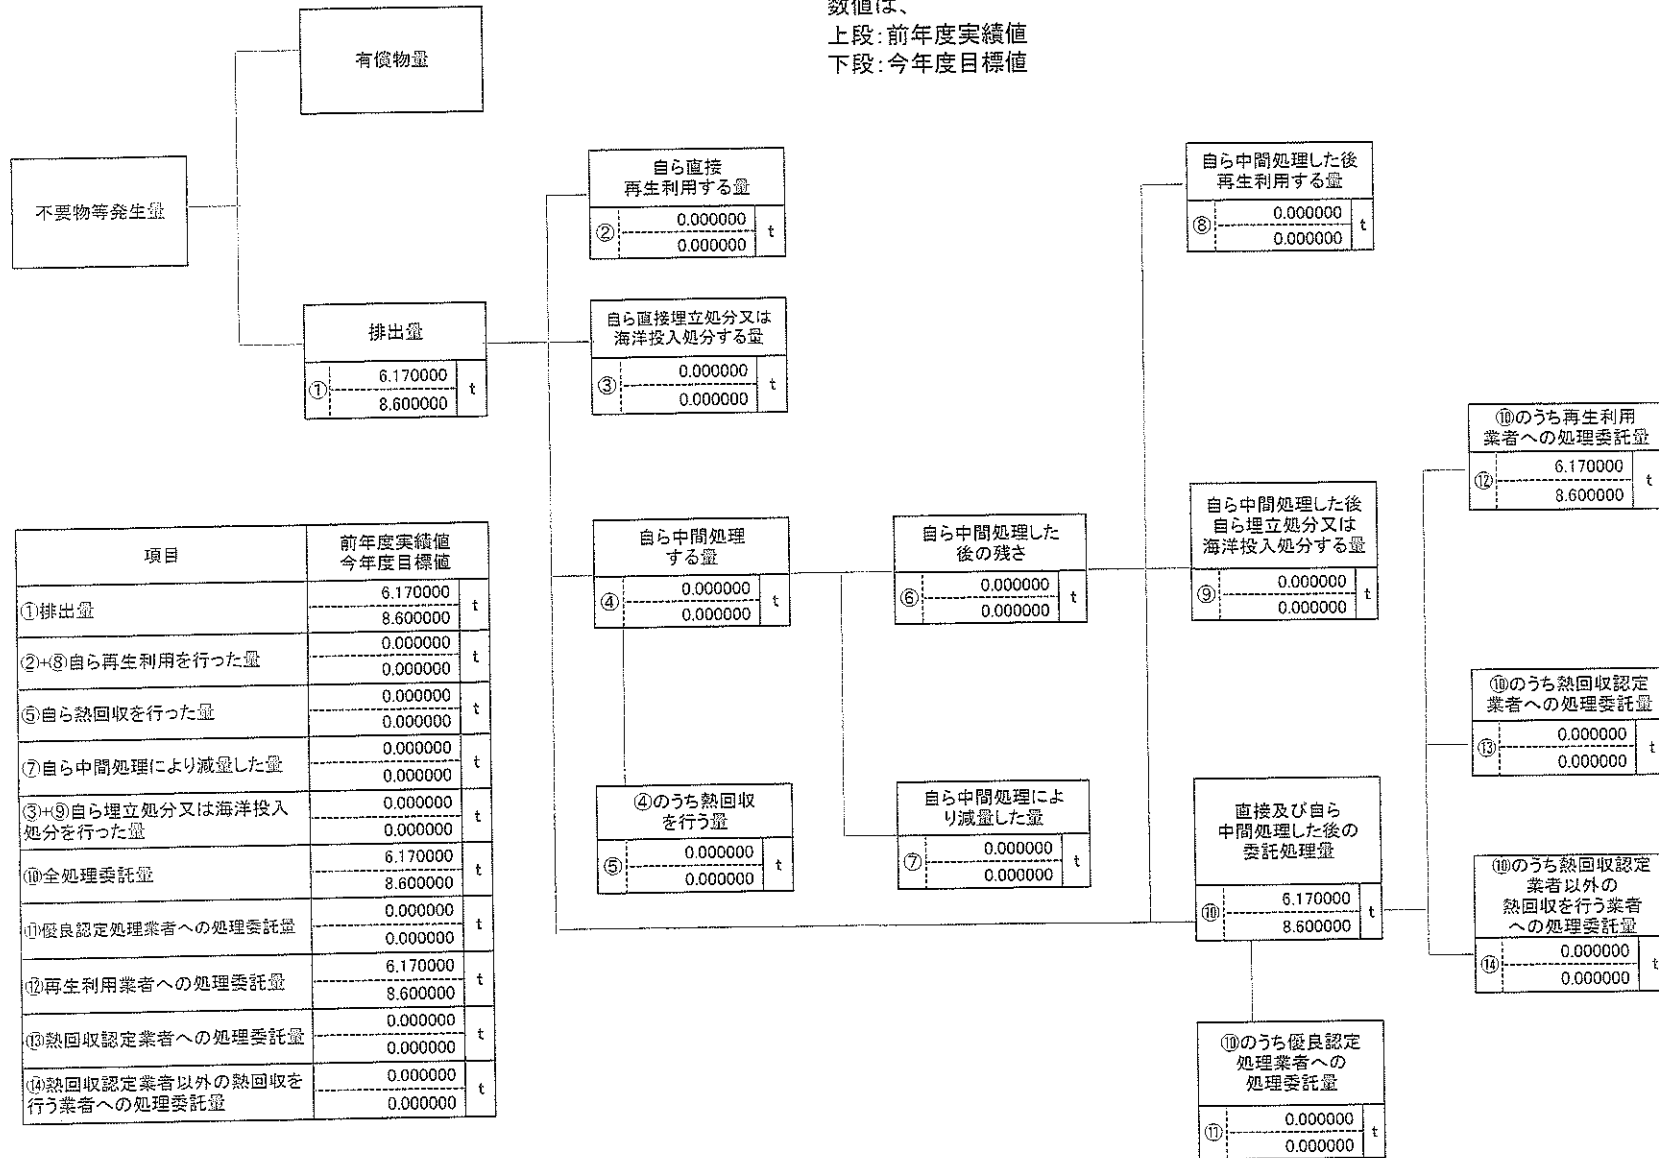 数値は、
上段：前年度実績値
下段：今年度目標値
有償物量
不要物等発生量
排出量
① 6.170000 t
8.600000
自ら直接
再生利用する量
② 0.000000 t
0.000000
自ら直接埋立処分又は
海洋投入処分する量
③ 0.000000 t
0.000000
自ら中間処理
する量
④ 0.000000 t
0.000000
④のうち熱回収
を行う量
⑤ 0.000000 t
0.000000
自ら中間処理した
後の残さ
⑥ 0.000000 t
0.000000
自ら中間処理によ
り減量した量
⑦ 0.000000 t
0.000000
自ら中間処理した後
再生利用する量
⑧ 0.000000 t
0.000000
自ら中間処理した後
自ら埋立処分又は
海洋投入処分する量
⑨ 0.000000 t
0.000000
直接及び自ら
中間処理した後の
委託処理量
⑩ 6.170000 t
8.600000
⑩のうち優良認定
処理業者への
処理委託量
⑪ 0.000000 t
0.000000
⑩のうち再生利用
業者への処理委託量
⑫ 6.170000 t
8.600000
⑩のうち熱回収認定
業者への処理委託量
⑬ 0.000000 t
0.000000
⑩のうち熱回収認定
業者以外の
熱回収を行う業者
への処理委託量
⑭ 0.000000 t
0.000000
項目 前年度実績値
今年度目標値
①排出量 6.170000 t
8.600000
②+⑧自ら再生利用を行った量 0.000000 t
0.000000
⑤自ら熱回収を行った量 0.000000 t
0.000000
⑦自ら中間処理により減量した量 0.000000 t
0.000000
③+⑨自ら埋立処分又は海洋投入 0.000000 t
処分を行った量 0.000000
⑩全処理委託量 6.170000 t
8.600000
⑪優良認定処理業者への処理委託量 0.000000 t
0.000000
⑫再生利用業者への処理委託量 6.170000 t
8.600000
⑬熱回収認定業者への処理委託量 0.000000 t
0.000000
⑭熱回収認定業者以外の熱回収を 0.000000 t
行う業者への処理委託量 0.000000